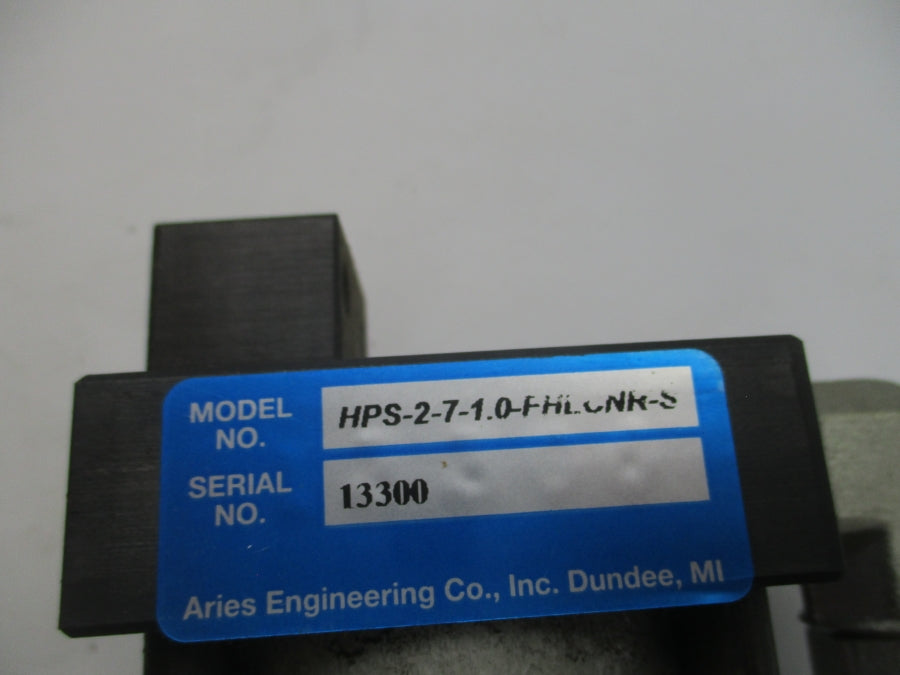 MODEL NO.
HPS-2-7-1.0-FHLCNR-S
SERIAL NO.
13300
Aries Engineering Co., Inc. Dundee, MI